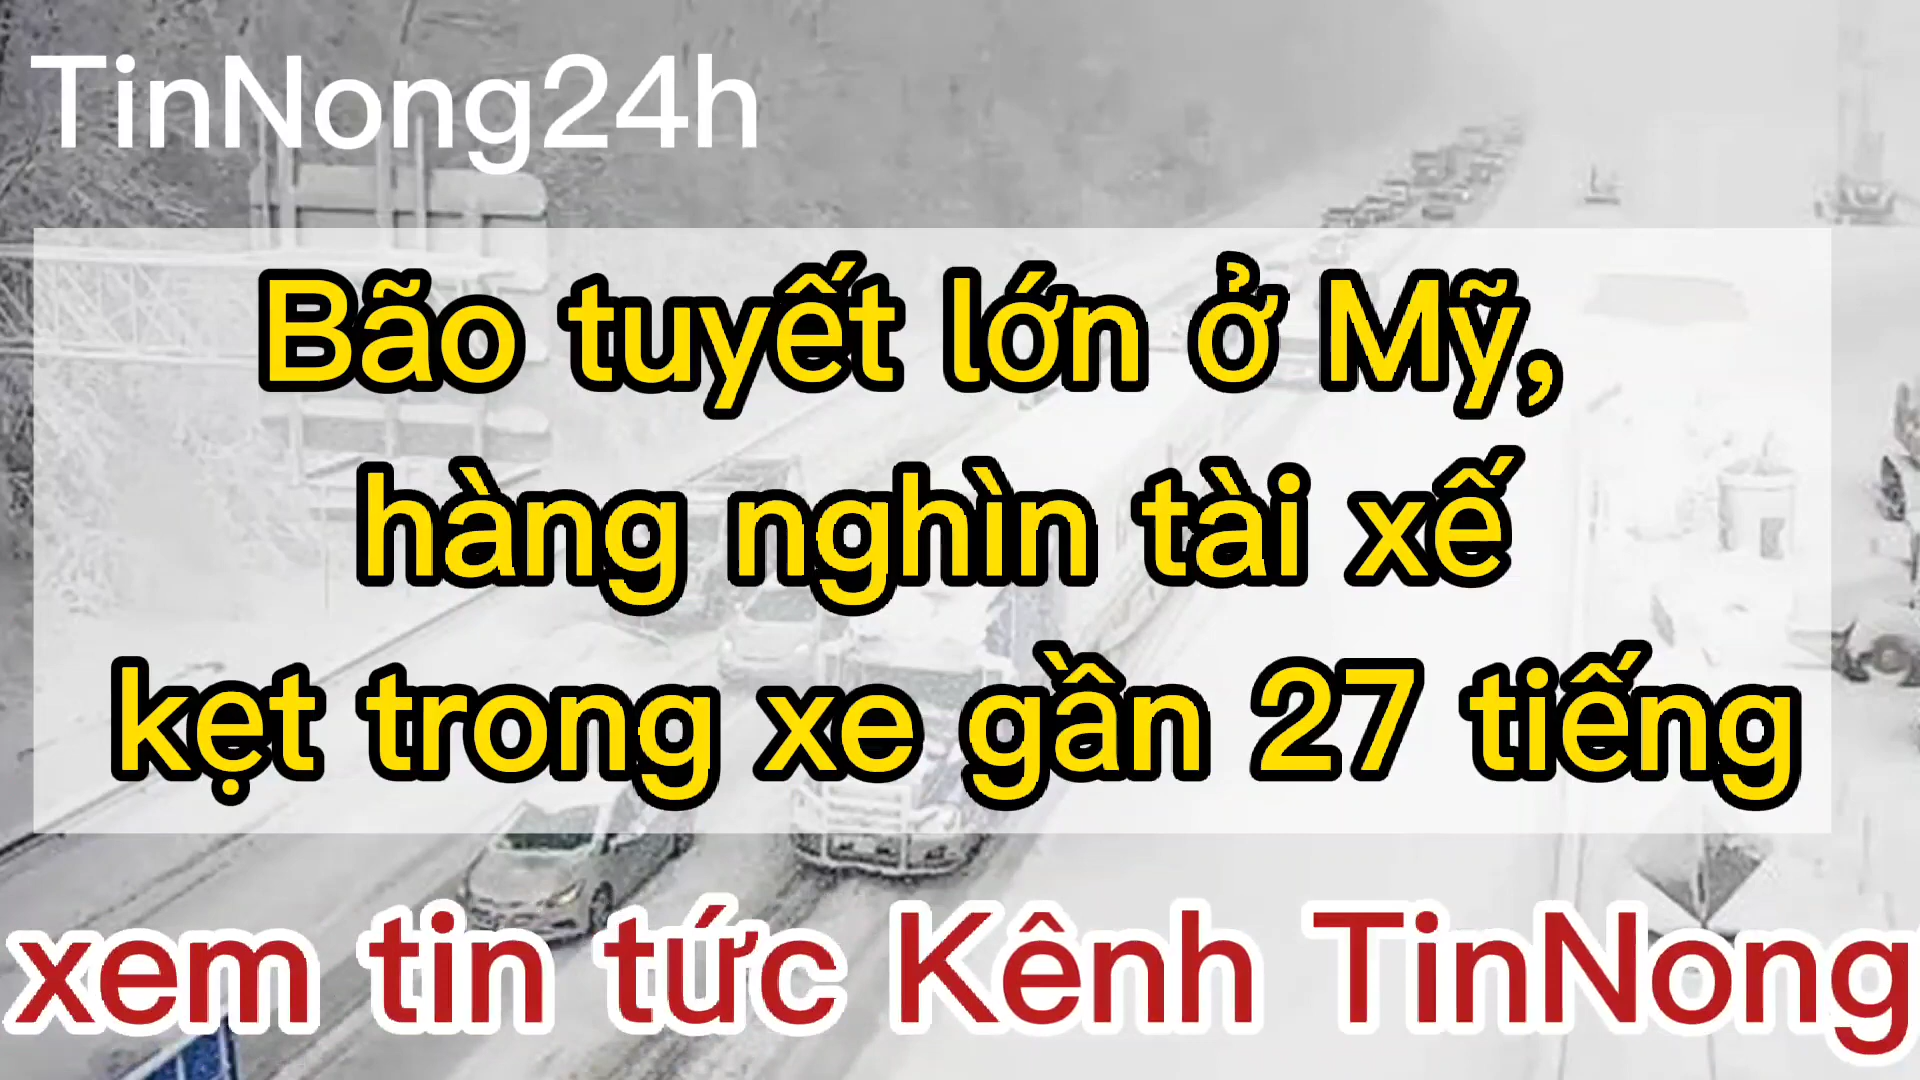 TinNong24h
Bão tuyết lớn ở Mỹ,
hàng nghìn tài xế
kẹt trong xe gần 27 tiếng
xem tin tức Kênh TinNong